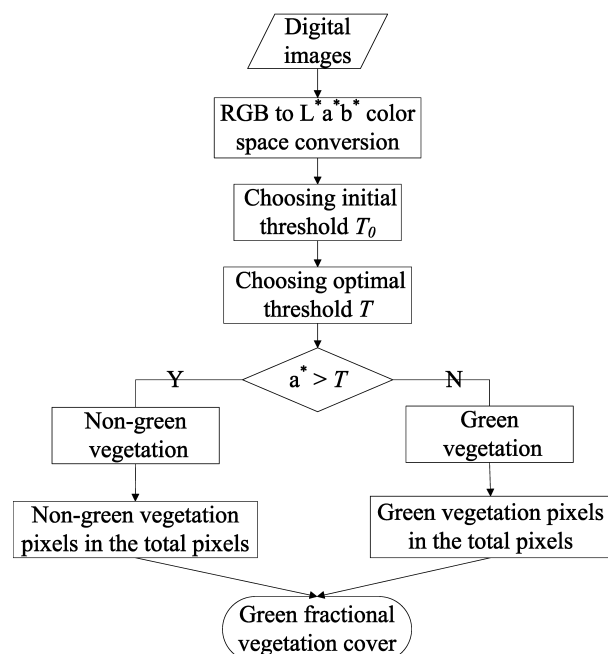 Digital
images
RGB to L*a*b* color
space conversion
Choosing initial
threshold T0
Choosing optimal
threshold T
a* > T
Y
N
Non-green
vegetation
Green
vegetation
Non-green vegetation
pixels in the total pixels
Green vegetation pixels
in the total pixels
Green fractional
vegetation cover